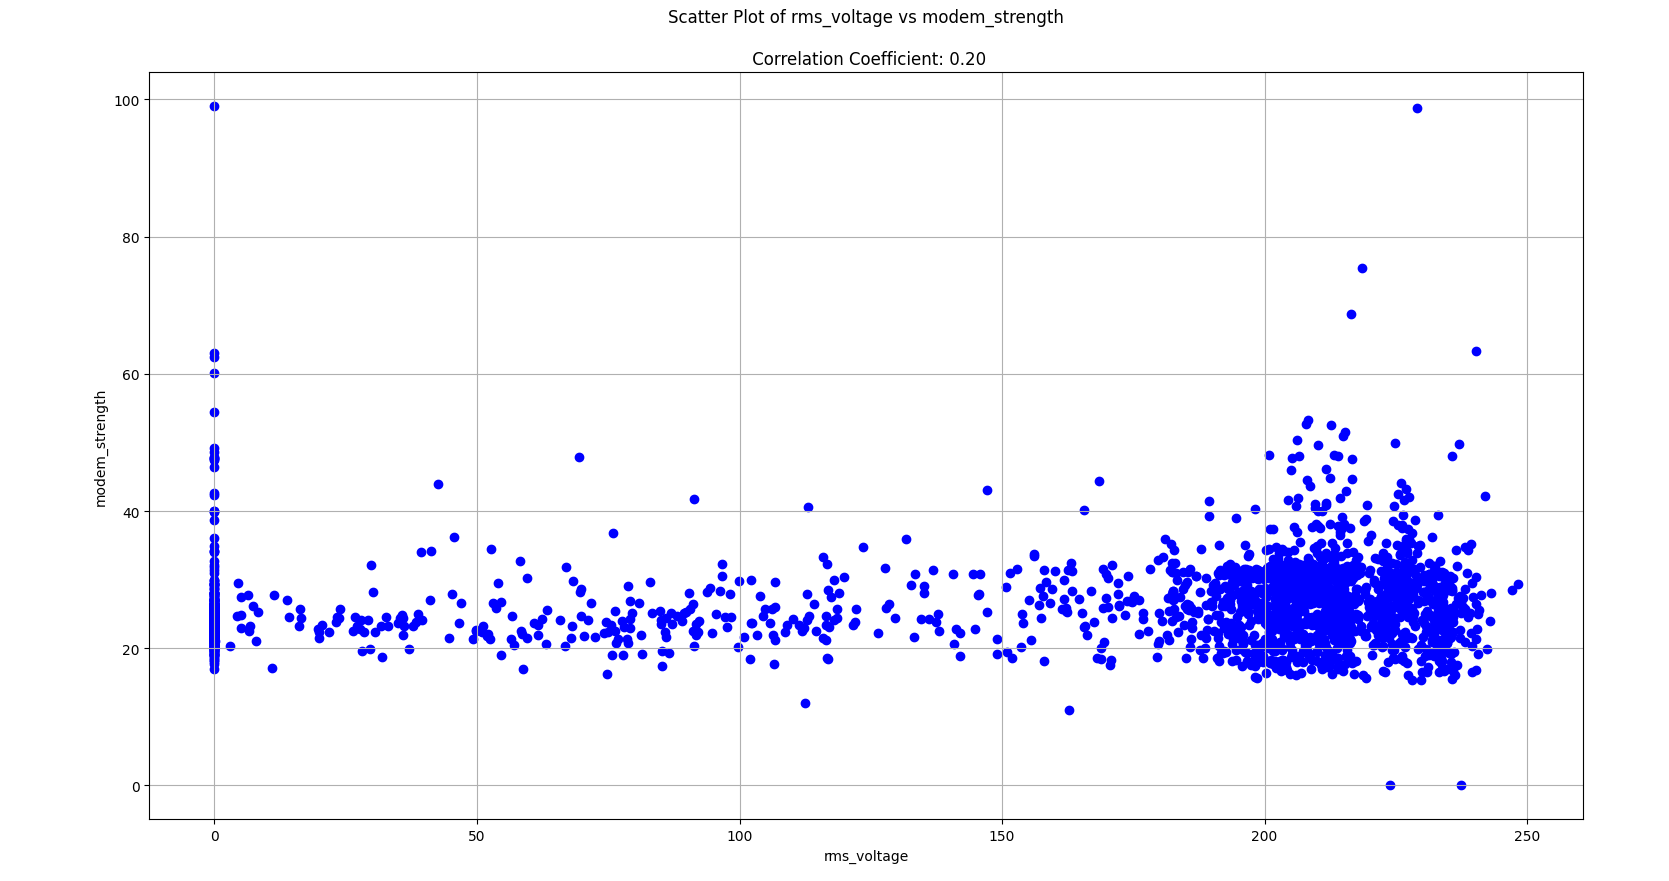 Scatter Plot of rms_voltage vs modem_strength
Correlation Coefficient: 0.20
100
80
60
40
20
0
modem_strength
0 50 100 150 200 250
rms_voltage